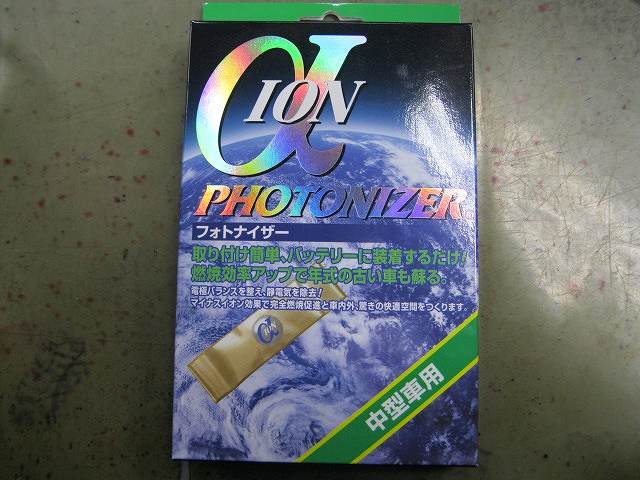 α ION
PHOTONIZER
フォトナイザー
取り付け簡単、バッテリーに装着するだけ!
燃焼効率アップで年式の古い車も蘇る。
電極バランスを整え、静電気を除去!
マイナスイオン効果で完全燃焼促進と車内外、驚きの快適空間をつくります。
中型車用